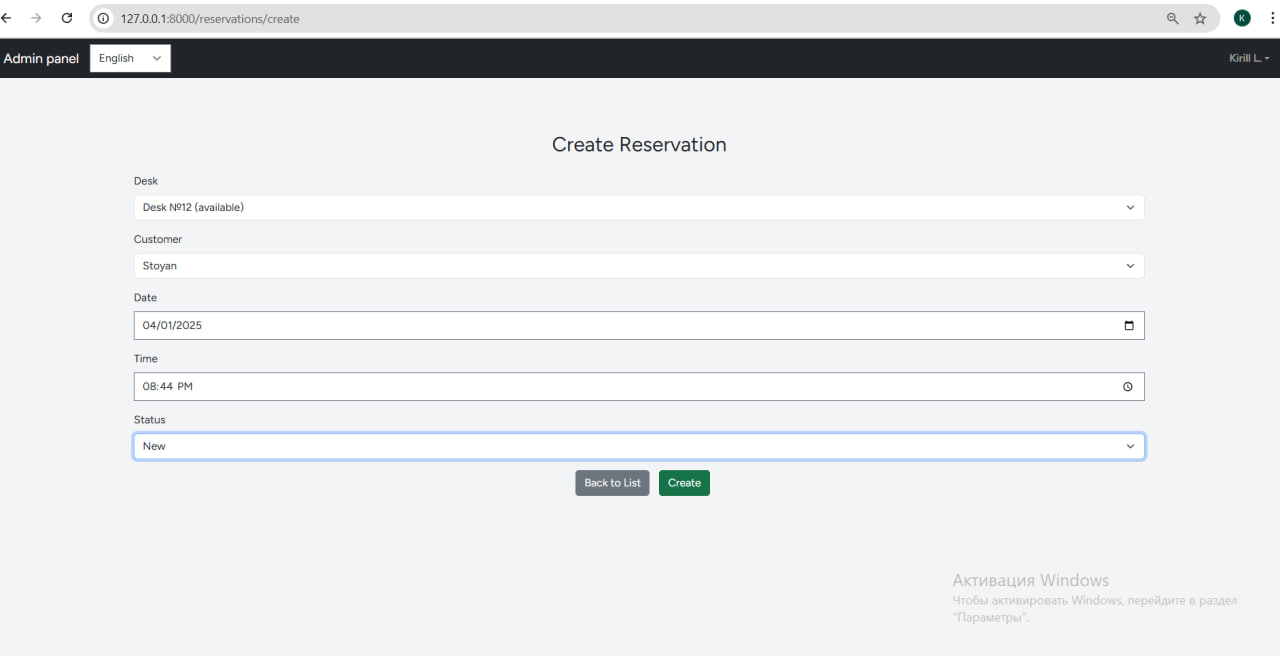 127.0.0.1:8000/reservations/create
K
Admin panel
English
Kirill L.
Create Reservation
Desk
Desk №12 (available)
Customer
Stoyan
Date
04/01/2025
Time
08:44 PM
Status
New
Back to List
Create
Активация Windows
Чтобы активировать Windows, перейдите в раздел
"Параметры".